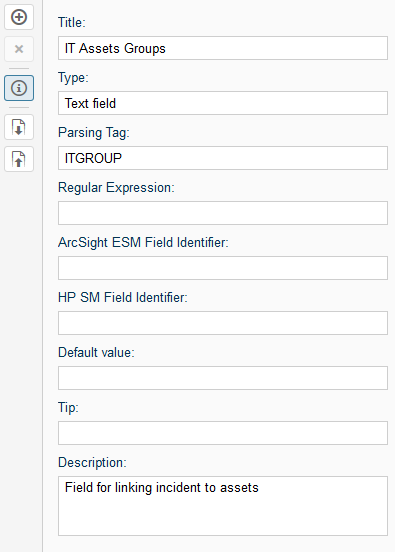 Title:
IT Assets Groups
Type:
Text field
Parsing Tag:
ITGROUP
Regular Expression:
ArcSight ESM Field Identifier:
HP SM Field Identifier:
Default value:
Tip:
Description:
Field for linking incident to assets